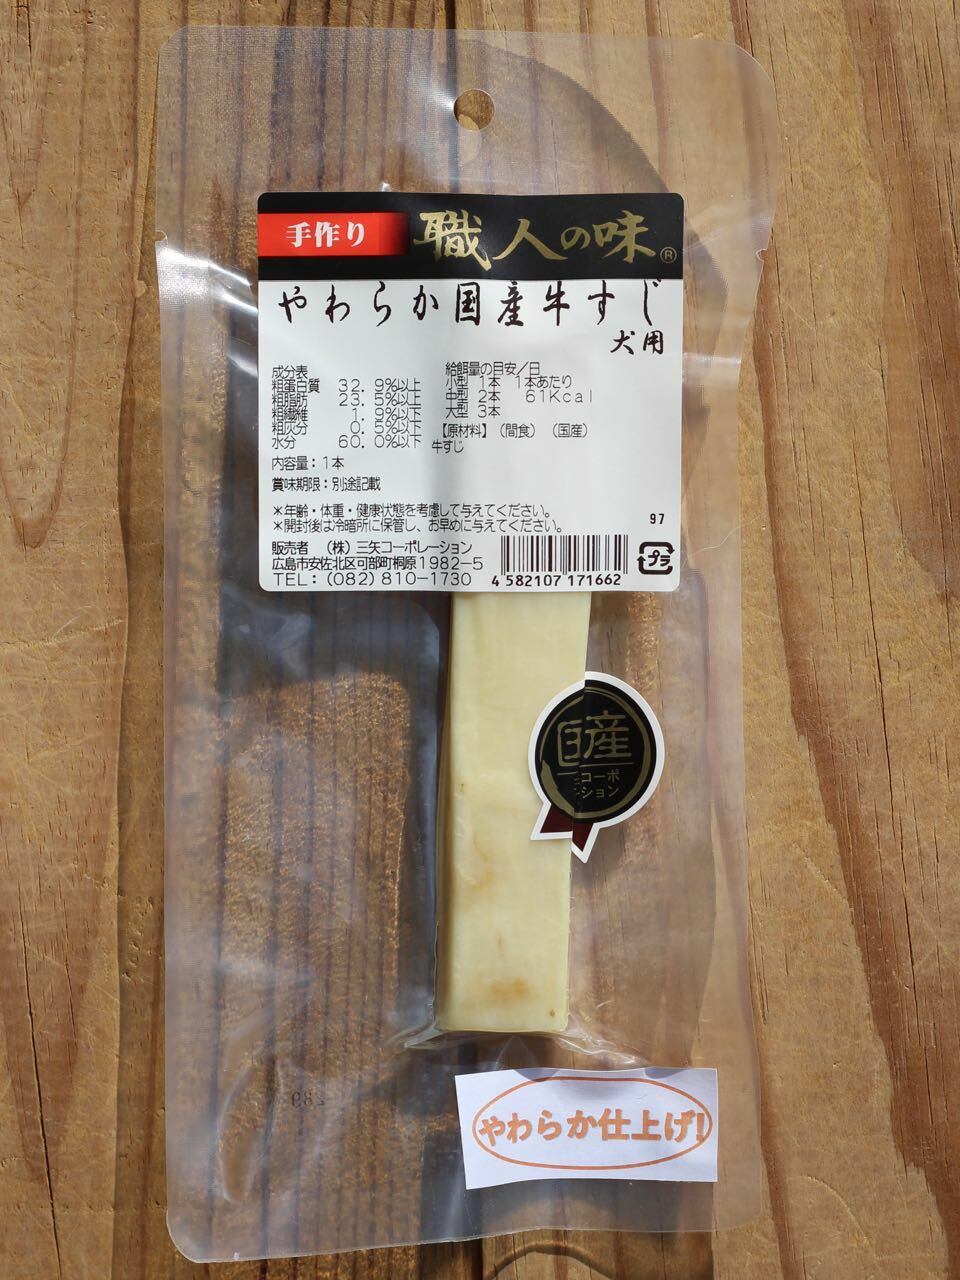 手作り 職人の味®
やわらか国産牛すじ
犬用
成分表
粗蛋白質 32.9%以上
粗脂肪 23.5%以上
粗繊維 1.9%以下
粗灰分 0.5%以下
水分 60.0%以下
内容量:1本
賞味期限:別途記載
給餌量の目安/日
小型 1本 1本あたり
中型 2本 61Kcal
大型 3本
【原材料】(間食)(国産)
牛すじ
*年齢・体重・健康状態を考慮して与えてください。
*開封後は冷暗所に保管し、お早めに与えてください。
97
販売者 (株)三矢コーポレーション
広島市安佐北区可部町桐原1982-5
TEL:(082)810-1730
4 582107 171662
プラ
国産
コーポ
ション
やわらか仕上げ!